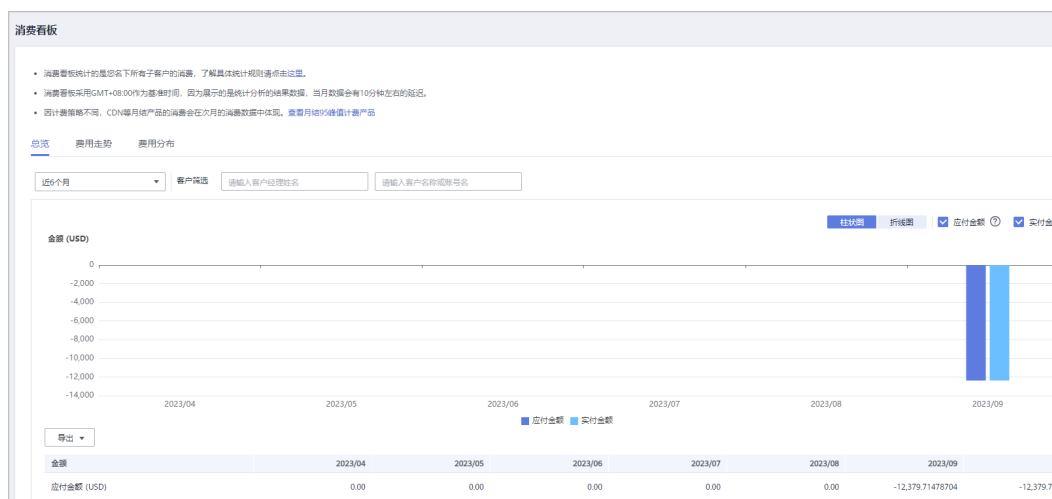 消费看板
消费看板统计的是您名下所有子客户的消费，了解具体统计规则请点击这里。
消费看板采用GMT+08:00作为基准时间，因为展示的是统计分析的结果数据，当月数据会有10分钟左右的延迟。
因计费策略不同，CDN等月结产品的消费会在次月的消费数据中体现。查看月结95峰值计费产品
总览 费用走势 费用分布
近6个月 客户筛选 请输入客户经理姓名 请输入客户名称或账号名
柱状图 折线图 应付金额 ? 实付金
金额 (USD)
0
-2,000
-4,000
-6,000
-8,000
-10,000
-12,000
-14,000
2023/04 2023/05 2023/06 2023/07 2023/08 2023/09
应付金额 实付金额
导出
金额 2023/04 2023/05 2023/06 2023/07 2023/08 2023/09
应付金额 (USD) 0.00 0.00 0.00 0.00 0.00 -12,379.71478704 -12,379.7